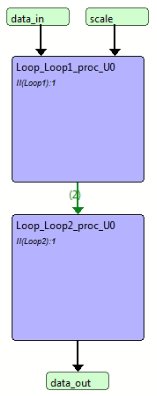 data_in
scale
Loop_Loop1_proc_U0
II(Loop1):1
(2)
Loop_Loop2_proc_U0
II(Loop2):1
data_out